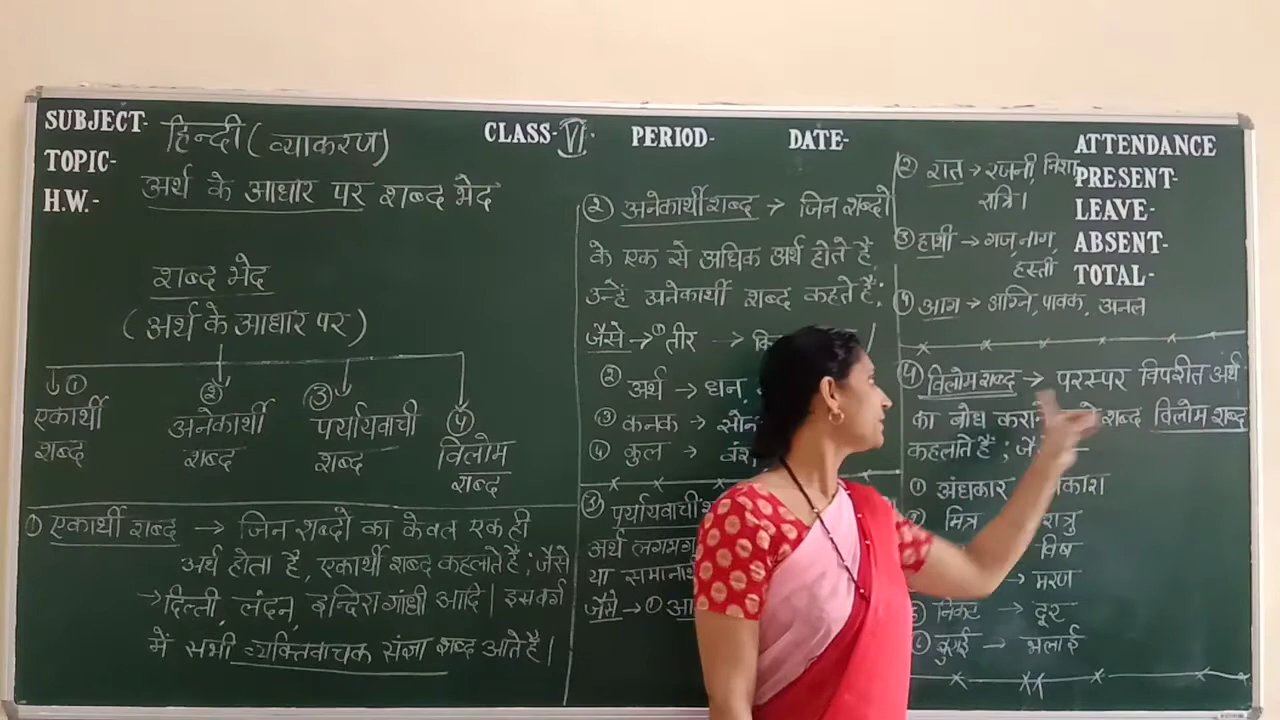 SUBJECT- हिन्दी (व्याकरण)
TOPIC-
अर्थ के आधार पर शब्द भेद
H.W.-
CLASS- VI
PERIOD-
DATE-
ATTENDANCE
PRESENT-
LEAVE-
ABSENT-
TOTAL-
शब्द भेद
(अर्थ के आधार पर)
① एकार्थी शब्द
② अनेकार्थी शब्द
③ पर्यायवाची शब्द
④ विलोम शब्द
① एकार्थी शब्द → जिन शब्दों का केवल एक ही
अर्थ होता है, एकार्थी शब्द कहलाते है; जैसे
→ दिल्ली, लंदन, इन्दिरा गांधी आदि। इस वर्ग
में सभी व्यक्तिवाचक संज्ञा शब्द आते है।
② अनेकार्थी शब्द → जिन शब्दों
के एक से अधिक अर्थ होते है,
उन्हें अनेकार्थी शब्द कहते हैं;
जैसे → ① तीर →
② अर्थ → धन,
③ कनक →
④ कुल →
③ पर्यायवाची
अर्थ लगभग
या
जैसे → ①
② रात → रजनी, निशा,
रात्रि।
③ हाथी → गज, नाग,
हस्ती
④ आग → अग्नि, पावक, अनल
④ विलोम शब्द → परस्पर विपरीत अर्थ
का बोध शब्द विलोम शब्द
कहलाते हैं;
① अंधकार
मित्र शत्रु
विष
→ मरण
निकट → दूर
⑥ बुराई → भलाई